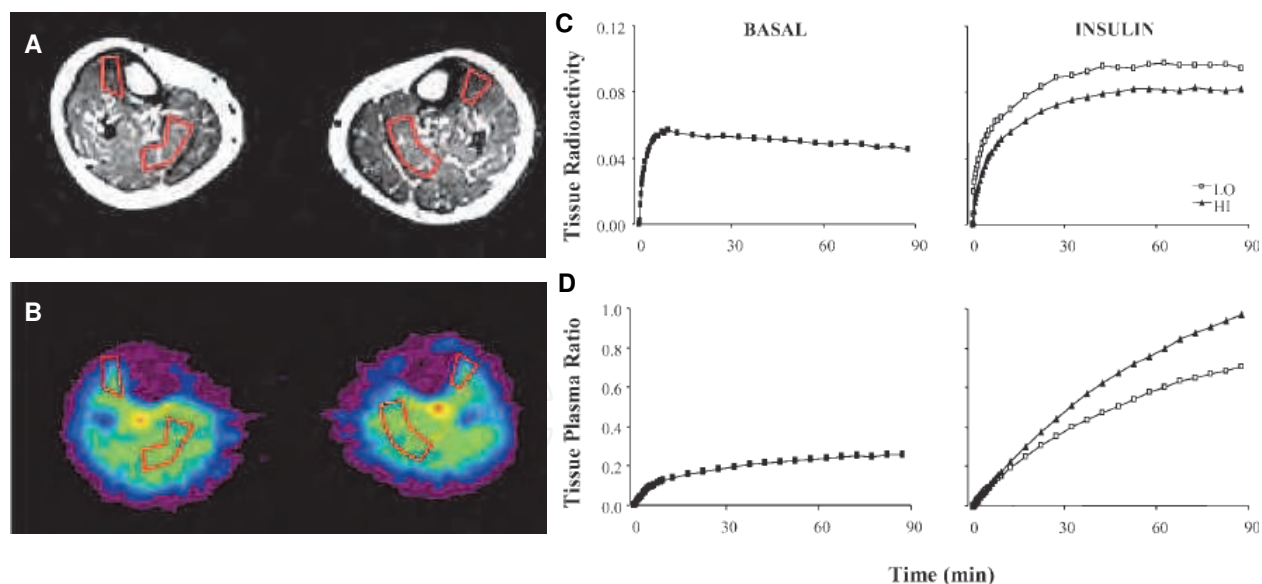 A
B
C
BASAL
INSULIN
Tissue Radioactivity
0.12
0.08
0.04
0.00
0 30 60 90
0 30 60 90
LO
HI
D
Tissue Plasma Ratio
1.0
0.8
0.6
0.4
0.2
0.0
0 30 60 90
0 30 60 90
Time (min)